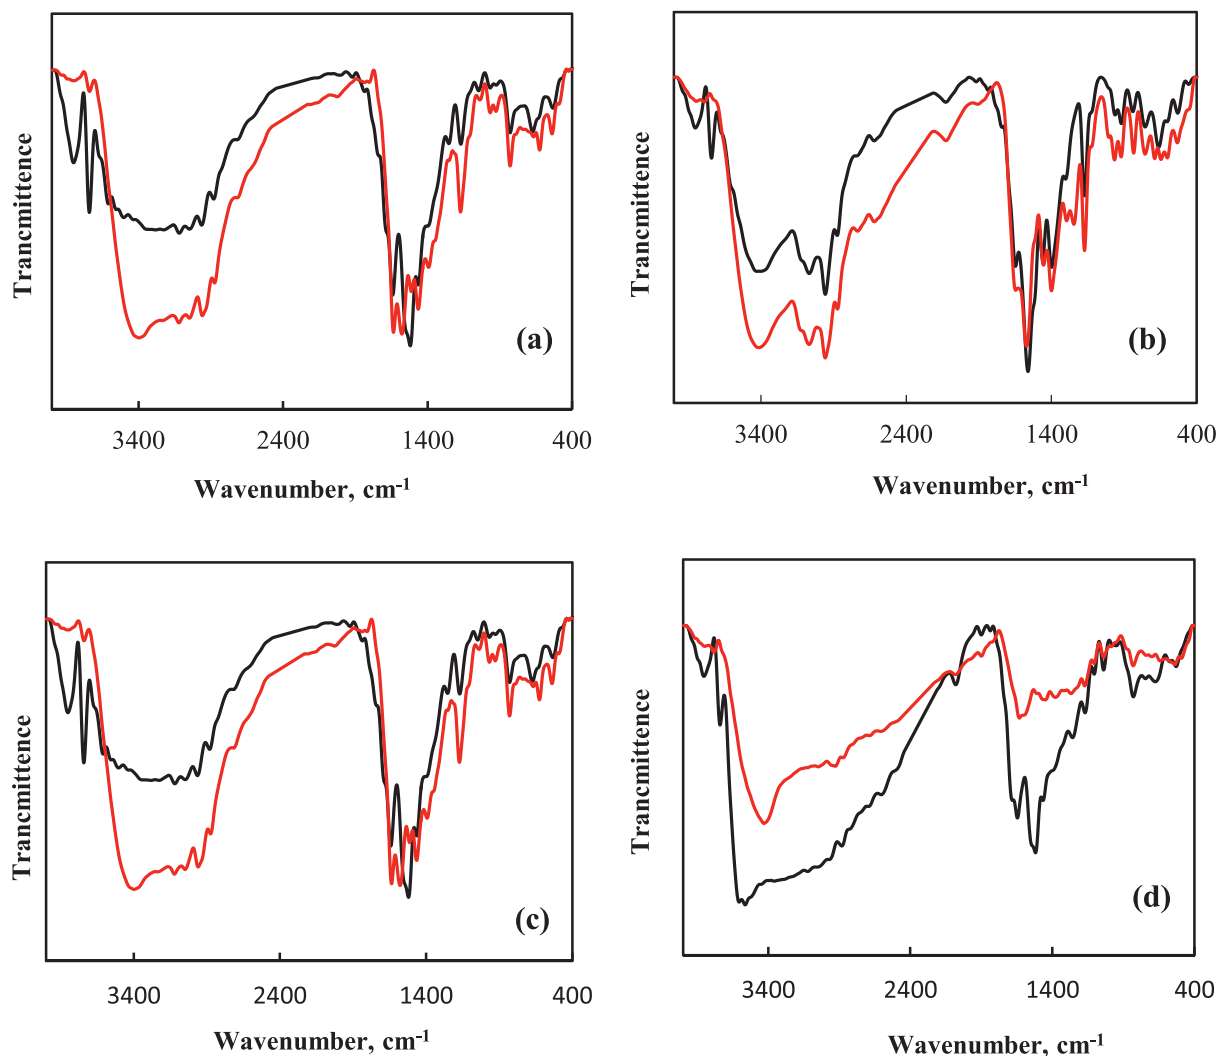 Trancmittence
(a)
3400 2400 1400 400
Wavenumber, cm-1
Trancmittence
(b)
3400 2400 1400 400
Wavenumber, cm-1
Trancmittence
(c)
3400 2400 1400 400
Wavenumber, cm-1
Trancmittence
(d)
3400 2400 1400 400
Wavenumber, cm-1